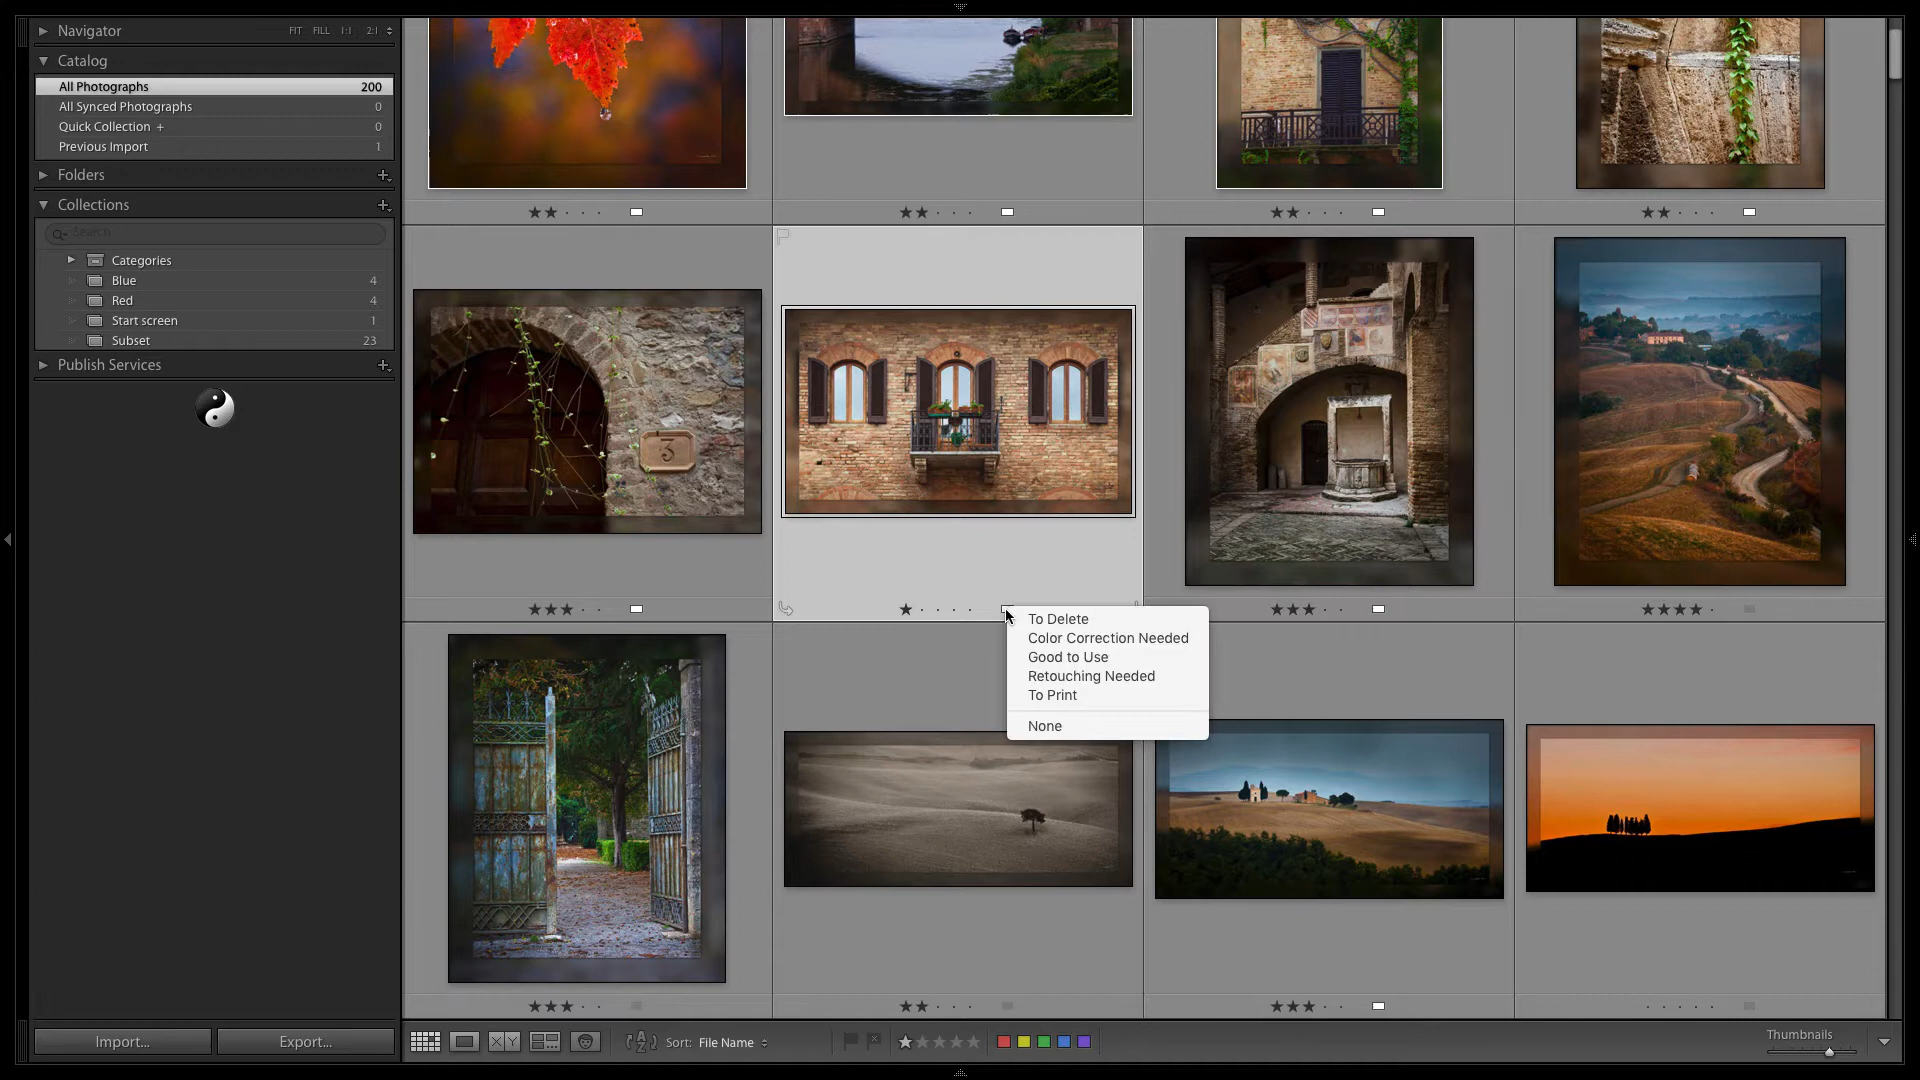 Navigator FIT FILL 1:1 2:1
Catalog
All Photographs 200
All Synced Photographs 0
Quick Collection + 0
Previous Import 1
Folders
Collections
Search
Categories
Blue 4
Red 4
Start screen 1
Subset 23
Publish Services
3
To Delete
Color Correction Needed
Good to Use
Retouching Needed
To Print
None
Import... Export... X Y Sort: File Name Thumbnails